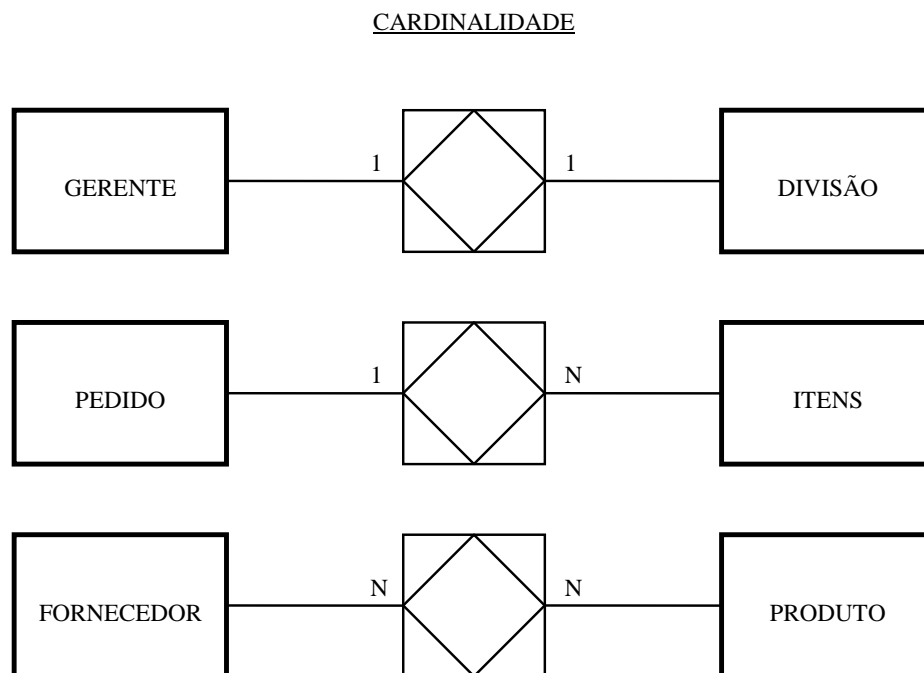 CARDINALIDADE
GERENTE 1 1 DIVISÃO
PEDIDO 1 N ITENS
FORNECEDOR N N PRODUTO